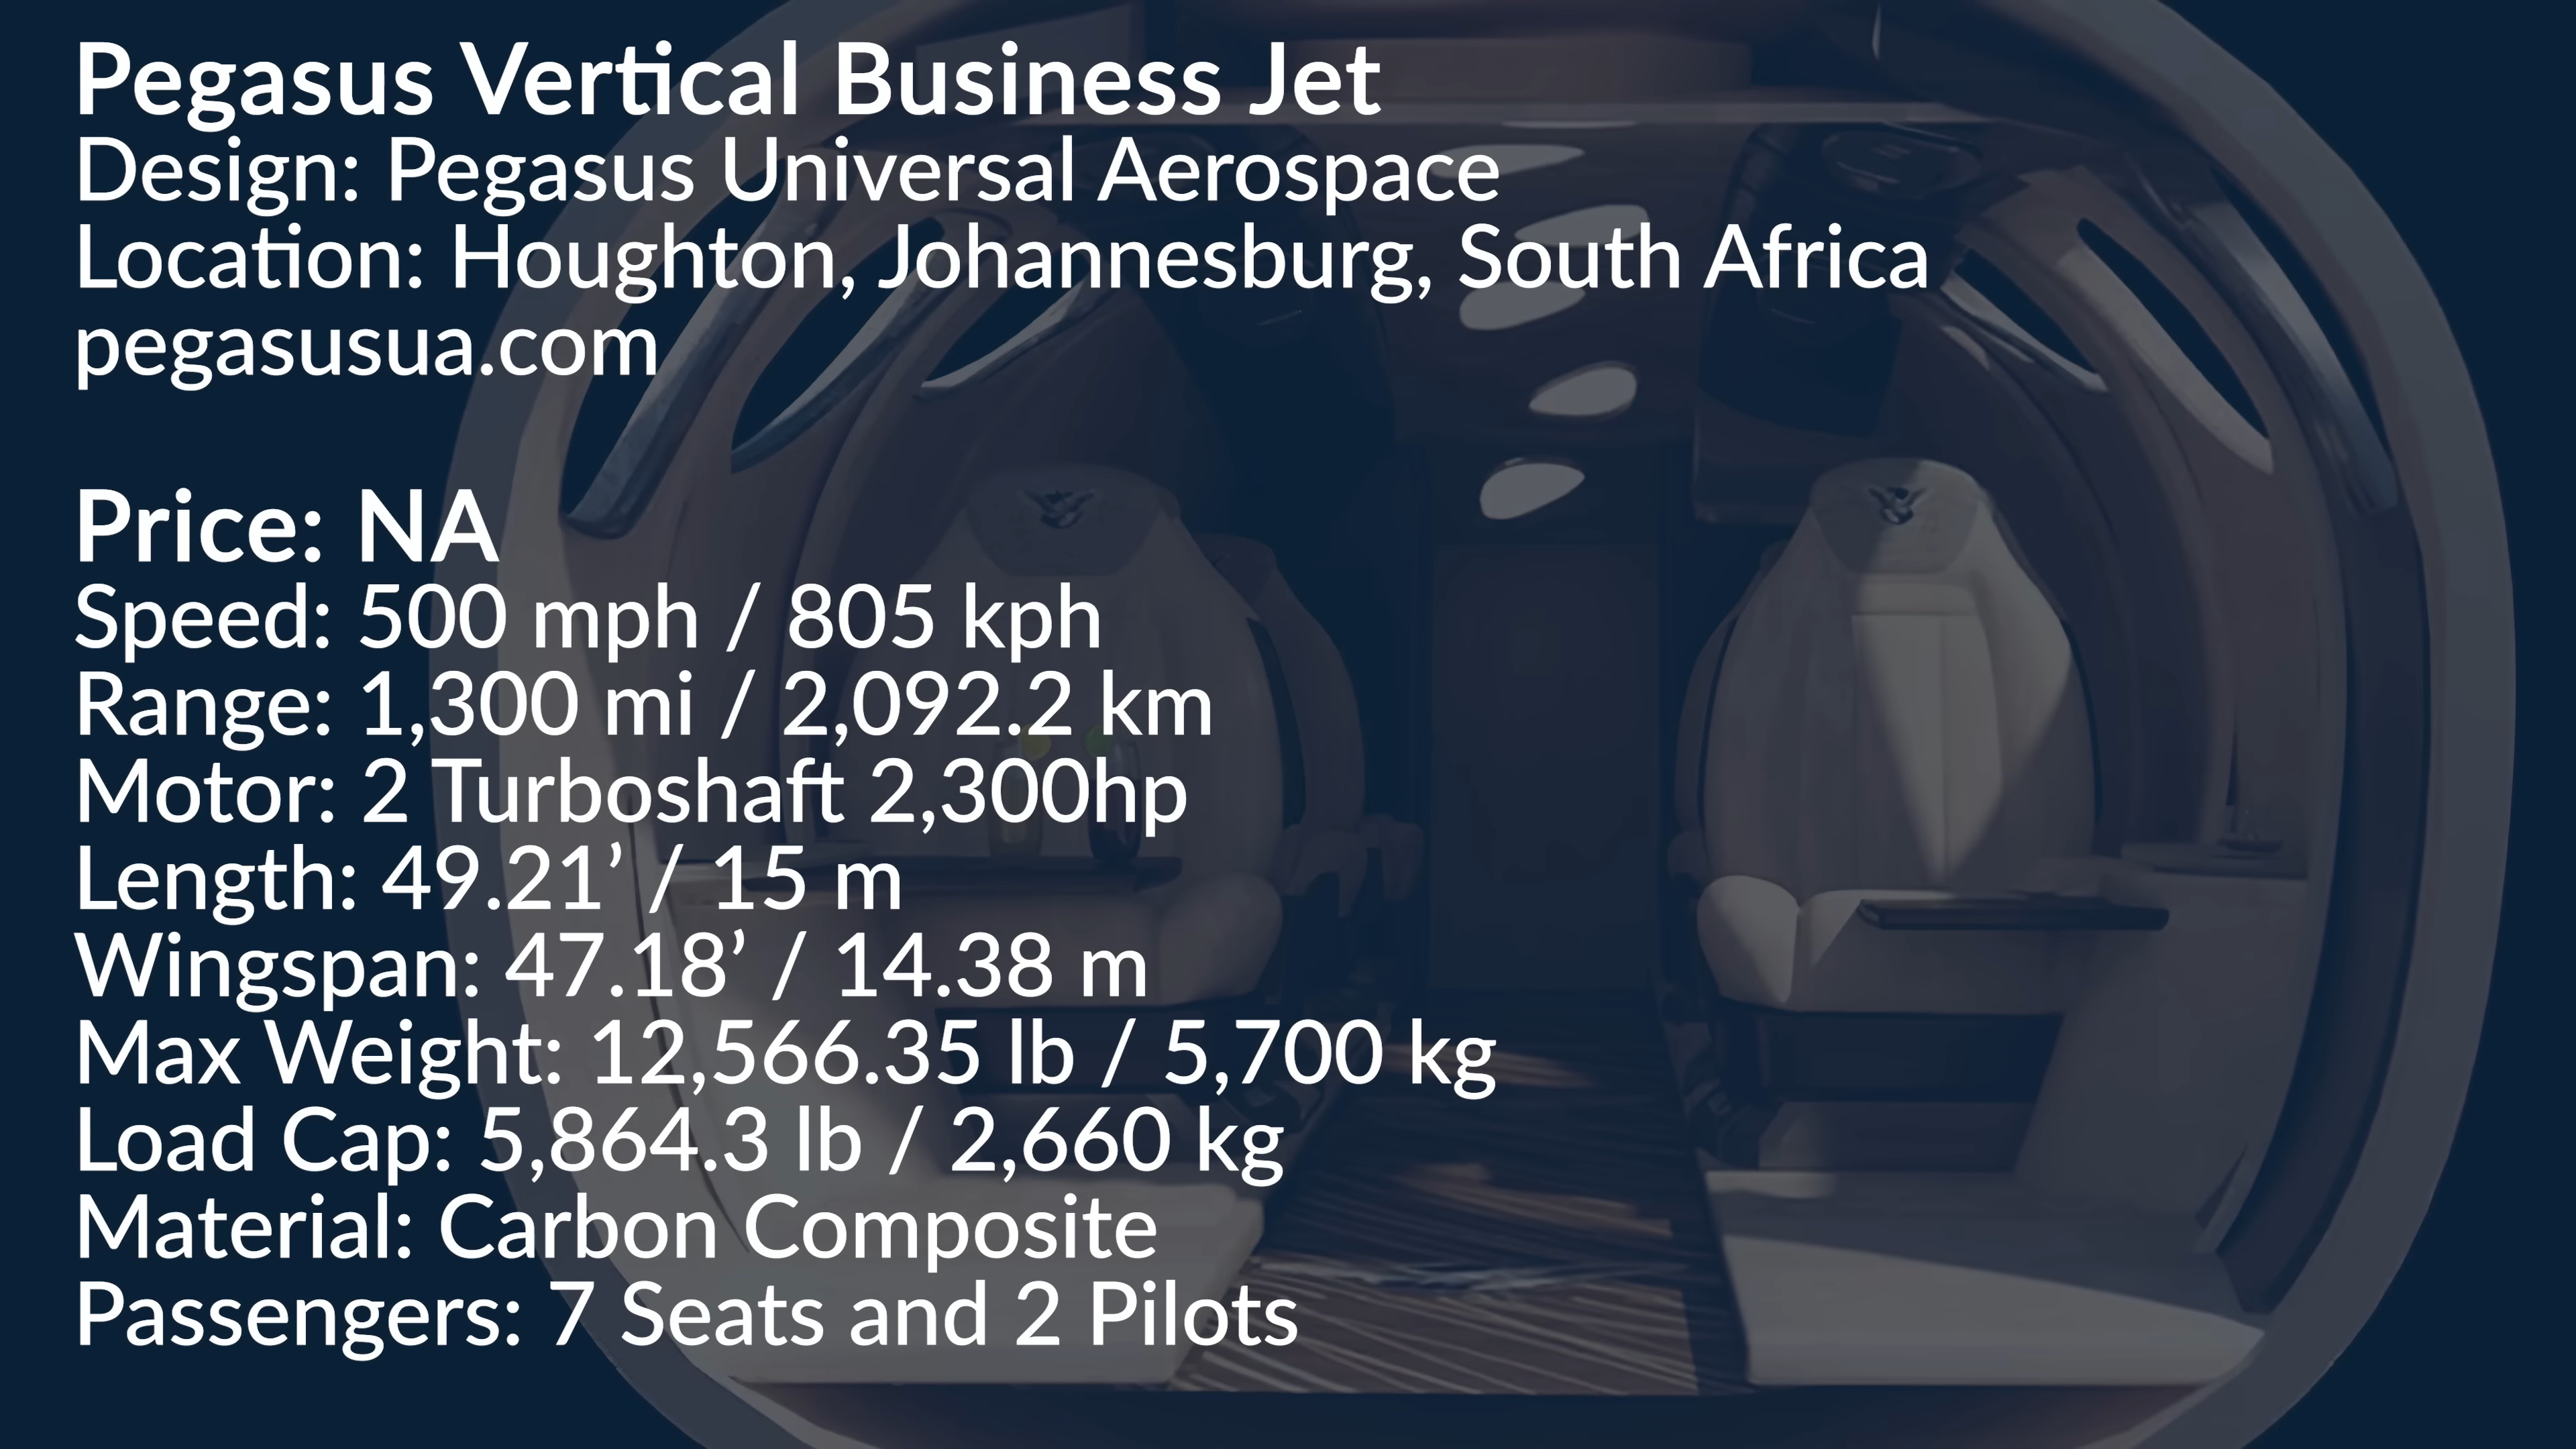 Pegasus Vertical Business Jet
Design: Pegasus Universal Aerospace
Location: Houghton, Johannesburg, South Africa
pegasusua.com
Price: NA
Speed: 500 mph / 805 kph
Range: 1,300 mi / 2,092.2 km
Motor: 2 Turboshaft 2,300hp
Length: 49.21’ / 15 m
Wingspan: 47.18’ / 14.38 m
Max Weight: 12,566.35 lb / 5,700 kg
Load Cap: 5,864.3 lb / 2,660 kg
Material: Carbon Composite
Passengers: 7 Seats and 2 Pilots